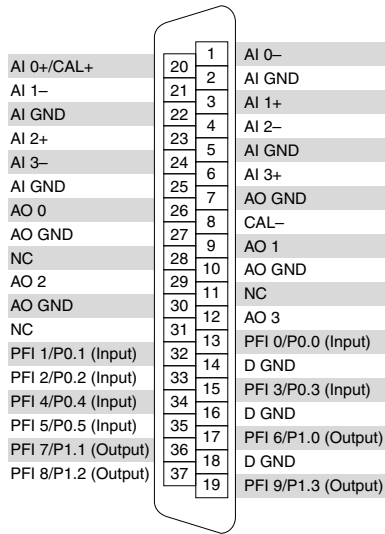 1 AI 0–
AI 0+/CAL+ 20
2 AI GND
AI 1– 21
3 AI 1+
AI GND 22
4 AI 2–
AI 2+ 23
5 AI GND
AI 3– 24
6 AI 3+
AI GND 25
7 AO GND
AO 0 26
8 CAL–
AO GND 27
9 AO 1
NC 28
10 AO GND
AO 2 29
11 NC
AO GND 30
12 AO 3
NC 31
13 PFI 0/P0.0 (Input)
PFI 1/P0.1 (Input) 32
14 D GND
PFI 2/P0.2 (Input) 33
15 PFI 3/P0.3 (Input)
PFI 4/P0.4 (Input) 34
16 D GND
PFI 5/P0.5 (Input) 35
17 PFI 6/P1.0 (Output)
PFI 7/P1.1 (Output) 36
18 D GND
PFI 8/P1.2 (Output) 37
19 PFI 9/P1.3 (Output)